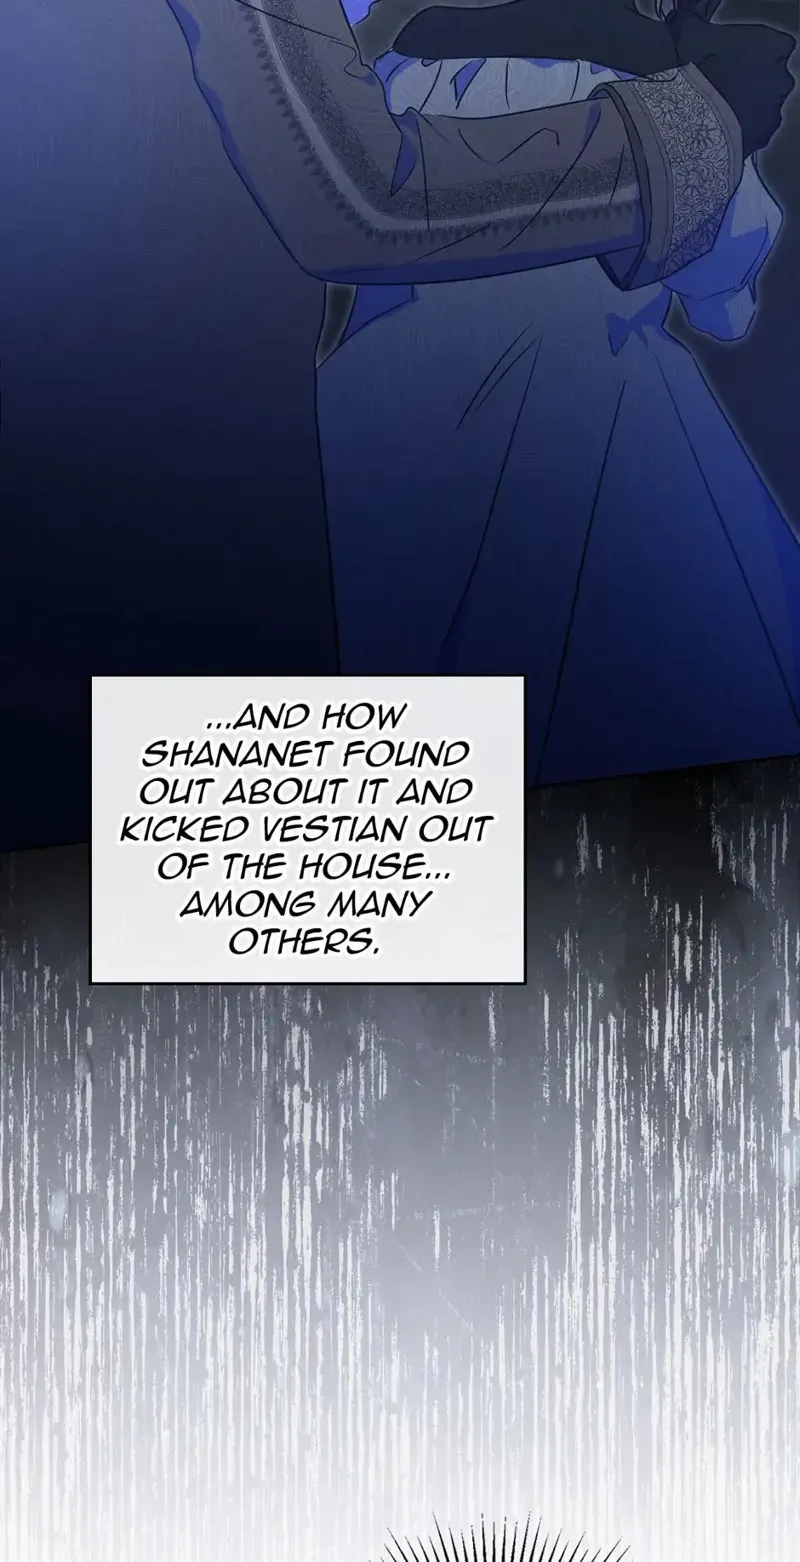 ...AND HOW
SHANANET FOUND
OUT ABOUT IT AND
KICKED VESTIAN OUT
OF THE HOUSE...
AMONG MANY
OTHERS.